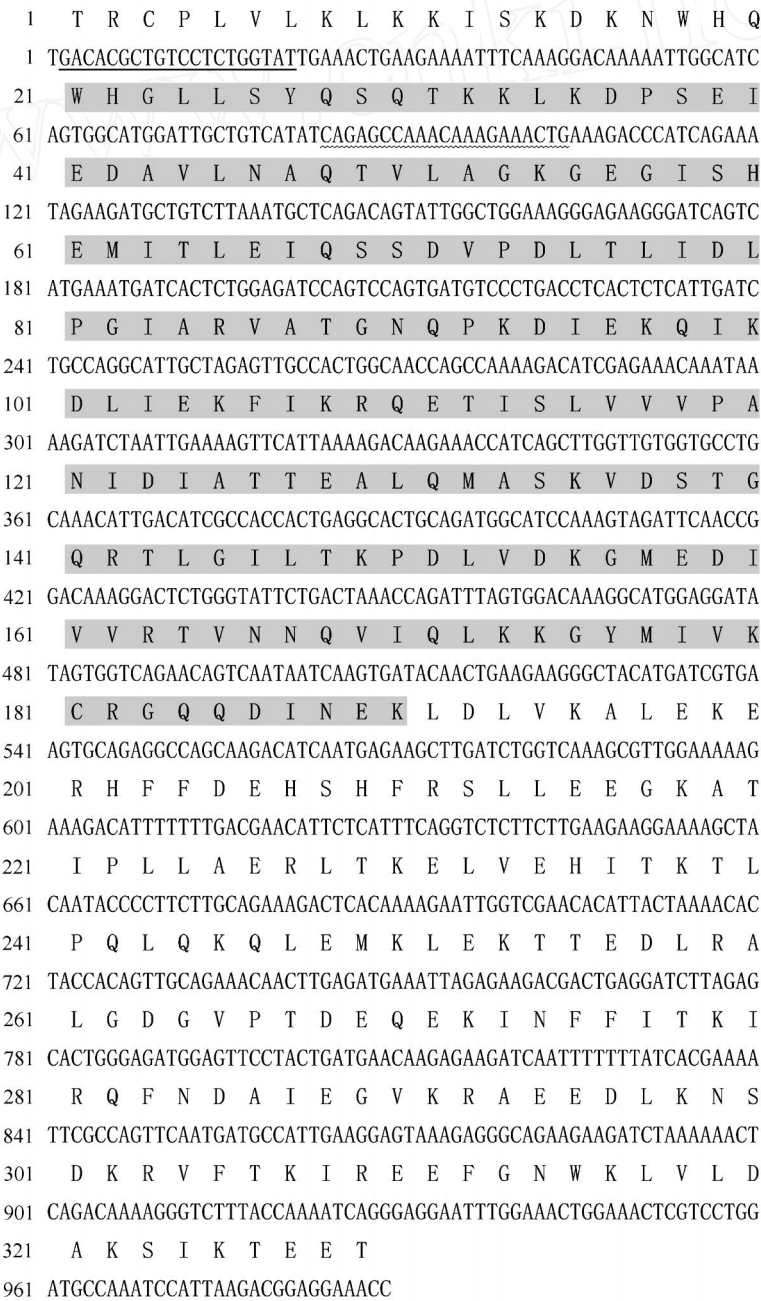 1 T R C P L V L K L K K I S K D K N W H Q
1 TGACACGCTGTCCTCTGGTATTGAAACTGAAGAAAATTTCAAAGGACAAAAATTGGCATC
21 W H G L L S Y Q S Q T K K L K D P S E I
61 AGTGGCATGGATTGCTGTCATATCAGAGCCAAACAAAGAAACTGAAAGACCCATCAGAAA
41 E D A V L N A Q T V L A G K G E G I S H
121 TAGAAGATGCTGTCTTAAATGCTCAGACAGTATTGGCTGGAAAGGGAGAAGGGATCAGTC
61 E M I T L E I Q S S D V P D L T L I D L
181 ATGAAATGATCACTCTGGAGATCCAGTCCAGTGATGTCCCTGACCTCACTCTCATTGATC
81 P G I A R V A T G N Q P K D I E K Q I K
241 TGCCAGGCATTGCTAGAGTTGCCACTGGCAACCAGCCAAAAGACATCGAGAAACAAATAA
101 D L I E K F I K R Q E T I S L V V V P A
301 AAGATCTAATTGAAAAGTTCATTAAAAGACAAGAAACCATCAGCTTGGTTGTGGTGCCTG
121 N I D I A T T E A L Q M A S K V D S T G
361 CAAACATTGACATCGCCACCACTGAGGCACTGCAGATGGCATCCAAAGTAGATTCAACCG
141 Q R T L G I L T K P D L V D K G M E D I
421 GACAAAGGACTCTGGGTATTCTGACTAAACCAGATTTAGTGGACAAAGGCATGGAGGATA
161 V V R T V N N Q V I Q L K K G Y M I V K
481 TAGTGGTCAGAACAGTCAATAATCAAGTGATACAACTGAAGAAGGGCTACATGATCGTGA
181 C R G Q Q D I N E K L D L V K A L E K E
541 AGTGCAGAGGCCAGCAAGACATCAATGAGAAGCTTGATCTGGTCAAAGCGTTGGAAAAAG
201 R H F F D E H S H F R S L L E E G K A T
601 AAAGACATTTTTTTGACGAACATTCTCATTTCAGGTCTCTTCTTGAAGAAGGAAAAGCTA
221 I P L L A E R L T K E L V E H I T K T L
661 CAATACCCCTTCTTGCAGAAAGACTCACAAAAGAATTGGTCGAACACATTACTAAAACAC
241 P Q L Q K Q L E M K L E K T T E D L R A
721 TACCACAGTTGCAGAAACAACTTGAGATGAAATTAGAGAAGACGACTGAGGATCTTAGAG
261 L G D G V P T D E Q E K I N F F I T K I
781 CACTGGGAGATGGAGTTCCTACTGATGAACAAGAGAAGATCAATTTTTTTATCACGAAAA
281 R Q F N D A I E G V K R A E E D L K N S
841 TTCGCCAGTTCAATGATGCCATTGAAGGAGTAAAGAGGGCAGAAGAAGATCTAAAAAACT
301 D K R V F T K I R E E F G N W K L V L D
901 CAGACAAAAGGGTCTTTACCAAAATCAGGGAGGAATTTGGAAACTGGAAACTCGTCCTGG
321 A K S I K T E E T
961 ATGCCAAATCCATTAAGACGGAGGAAACC